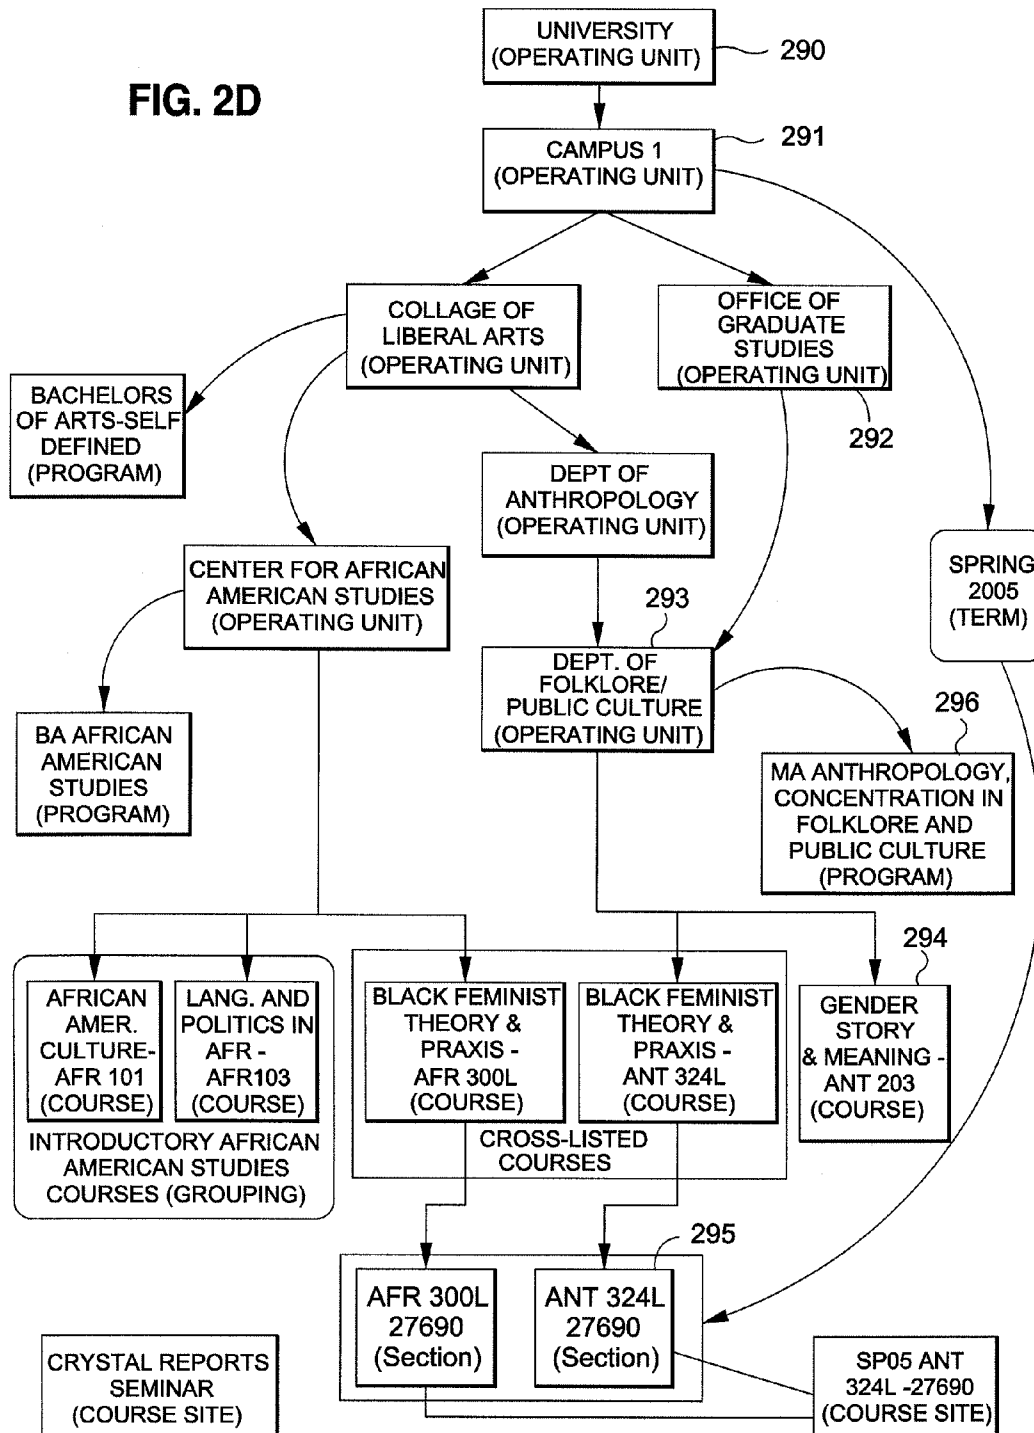 FIG. 2D
UNIVERSITY
(OPERATING UNIT)
290
CAMPUS 1
(OPERATING UNIT)
291
COLLAGE OF
LIBERAL ARTS
(OPERATING UNIT)
OFFICE OF
GRADUATE
STUDIES
(OPERATING UNIT)
292
BACHELORS
OF ARTS-SELF
DEFINED
(PROGRAM)
DEPT OF
ANTHROPOLOGY
(OPERATING UNIT)
CENTER FOR AFRICAN
AMERICAN STUDIES
(OPERATING UNIT)
SPRING
2005
(TERM)
293
DEPT. OF
FOLKLORE/
PUBLIC CULTURE
(OPERATING UNIT)
BA AFRICAN
AMERICAN
STUDIES
(PROGRAM)
296
MA ANTHROPOLOGY,
CONCENTRATION IN
FOLKLORE AND
PUBLIC CULTURE
(PROGRAM)
AFRICAN
AMER.
CULTURE-
AFR 101
(COURSE)
LANG. AND
POLITICS IN
AFR -
AFR103
(COURSE)
INTRODUCTORY AFRICAN
AMERICAN STUDIES
COURSES (GROUPING)
BLACK FEMINIST
THEORY &
PRAXIS -
AFR 300L
(COURSE)
BLACK FEMINIST
THEORY &
PRAXIS -
ANT 324L
(COURSE)
CROSS-LISTED
COURSES
294
GENDER
STORY
& MEANING -
ANT 203
(COURSE)
295
AFR 300L
27690
(Section)
ANT 324L
27690
(Section)
CRYSTAL REPORTS
SEMINAR
(COURSE SITE)
SP05 ANT
324L -27690
(COURSE SITE)